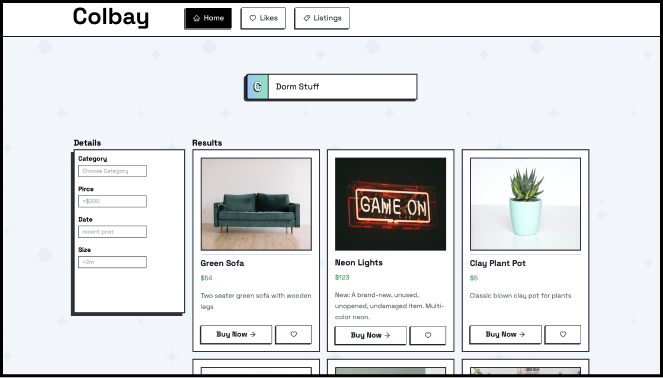 Colbay
Home
Likes
Listings
Dorm Stuff
Details
Results
Category
Choose Category
Pirce
<$200
Date
recent post
Size
<2m
Green Sofa
$54
Two seater green sofa with wooden
legs
Buy Now →
GAME ON
Neon Lights
$123
New: A brand-new, unused,
unopened, undamaged item. Multi-
color neon.
Buy Now →
Clay Plant Pot
$5
Classic blown clay pot for plants
Buy Now →